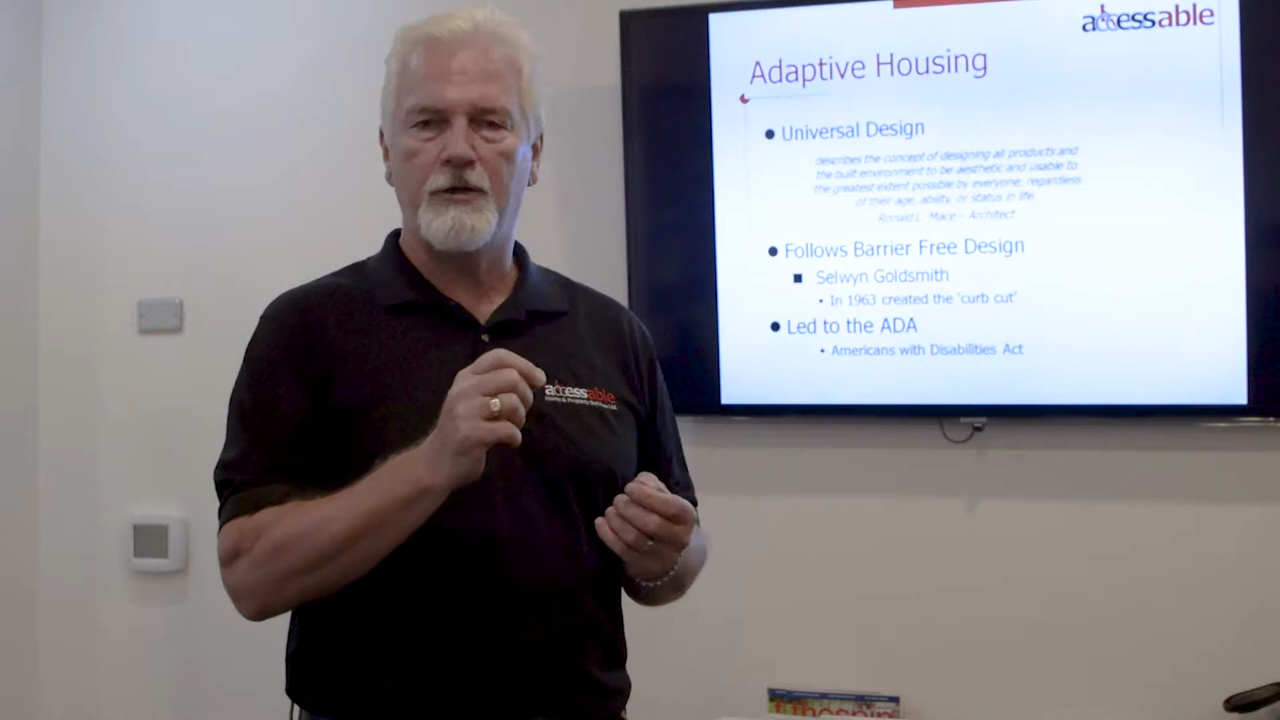 accessable
Adaptive Housing
Universal Design
describes the concept of designing all products and
the built environment to be aesthetic and usable to
the greatest extent possible by everyone, regardless
of their age, ability, or status in life
Ronald L. Mace – Architect
Follows Barrier Free Design
Selwyn Goldsmith
In 1963 created the 'curb cut'
Led to the ADA
Americans with Disabilities Act
accessable